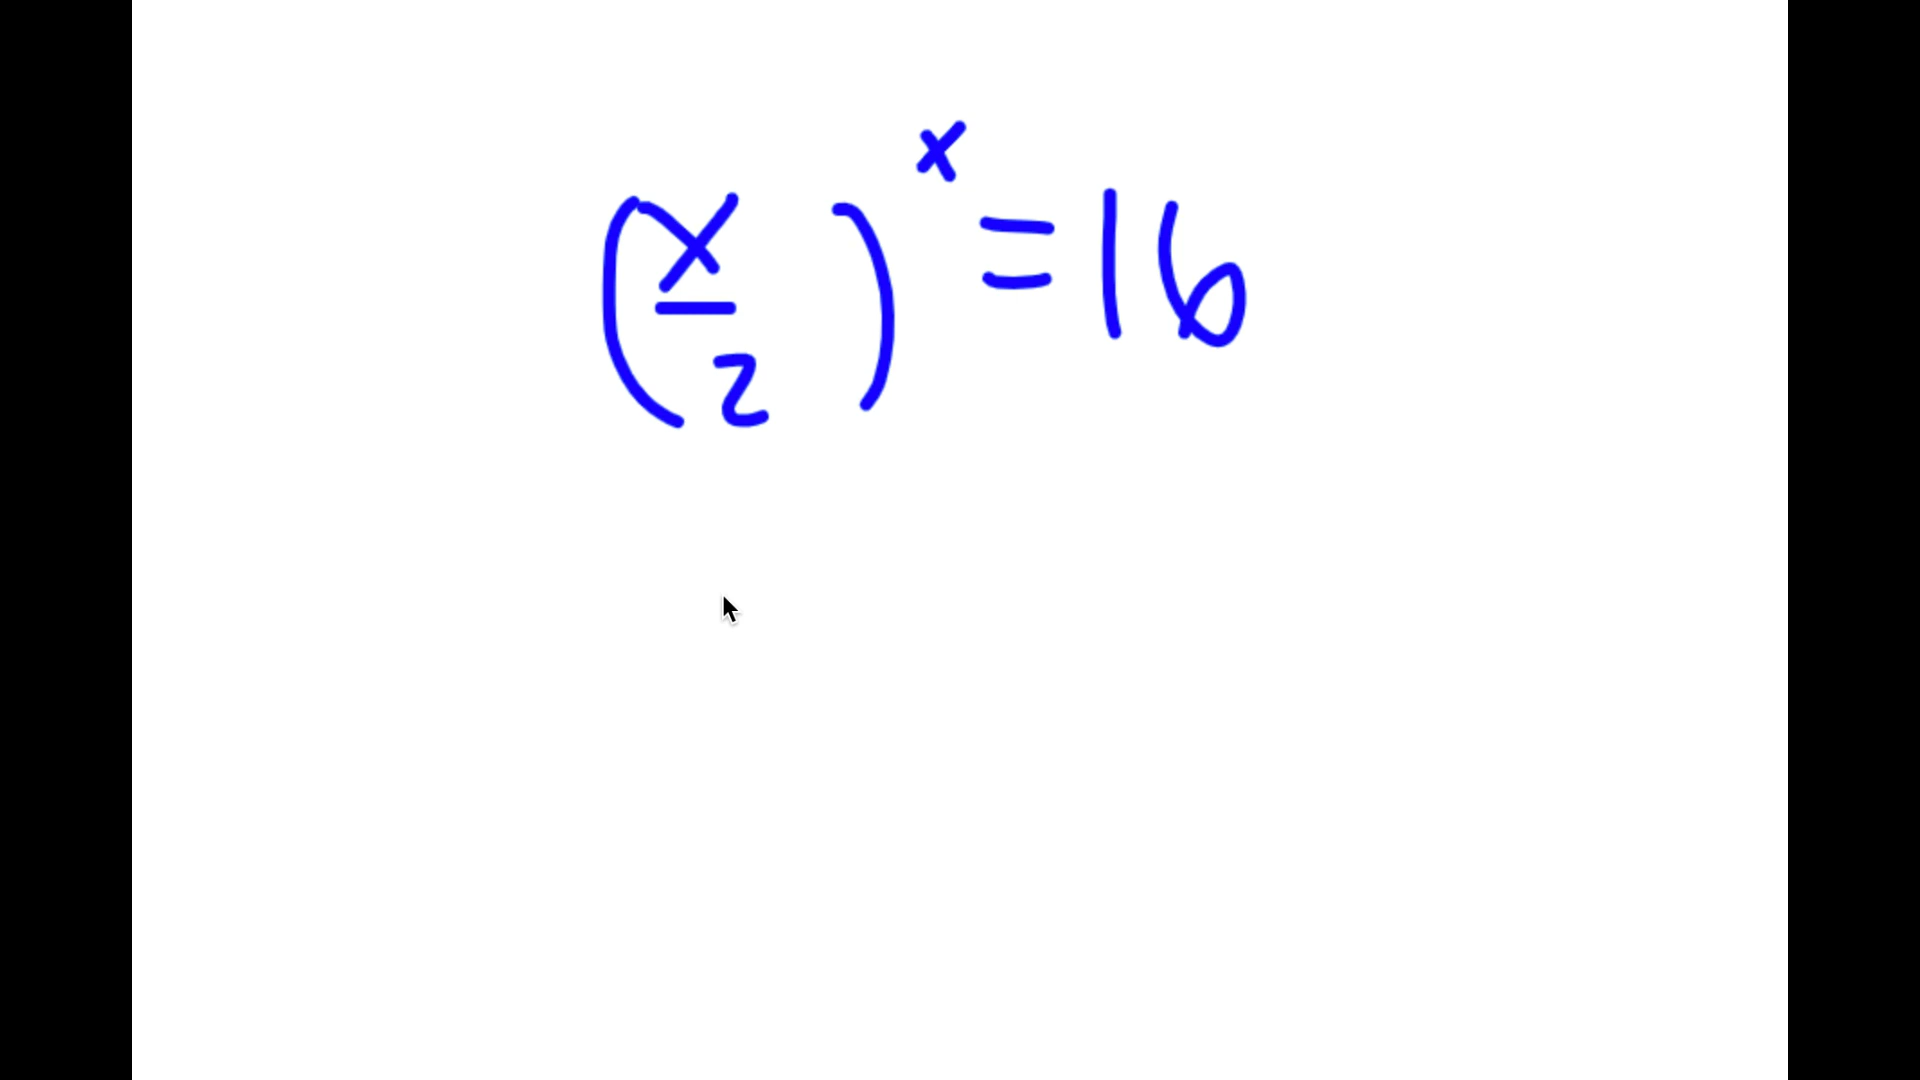 (x/2)^x = 16